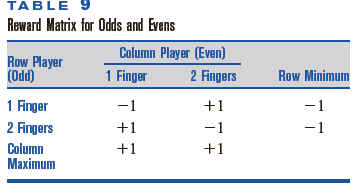 TABLE 9
Reward Matrix for Odds and Evens
Row Player (Odd) Column Player (Even) Row Minimum
1 Finger 2 Fingers
1 Finger −1 +1 −1
2 Fingers +1 −1 −1
Column Maximum +1 +1